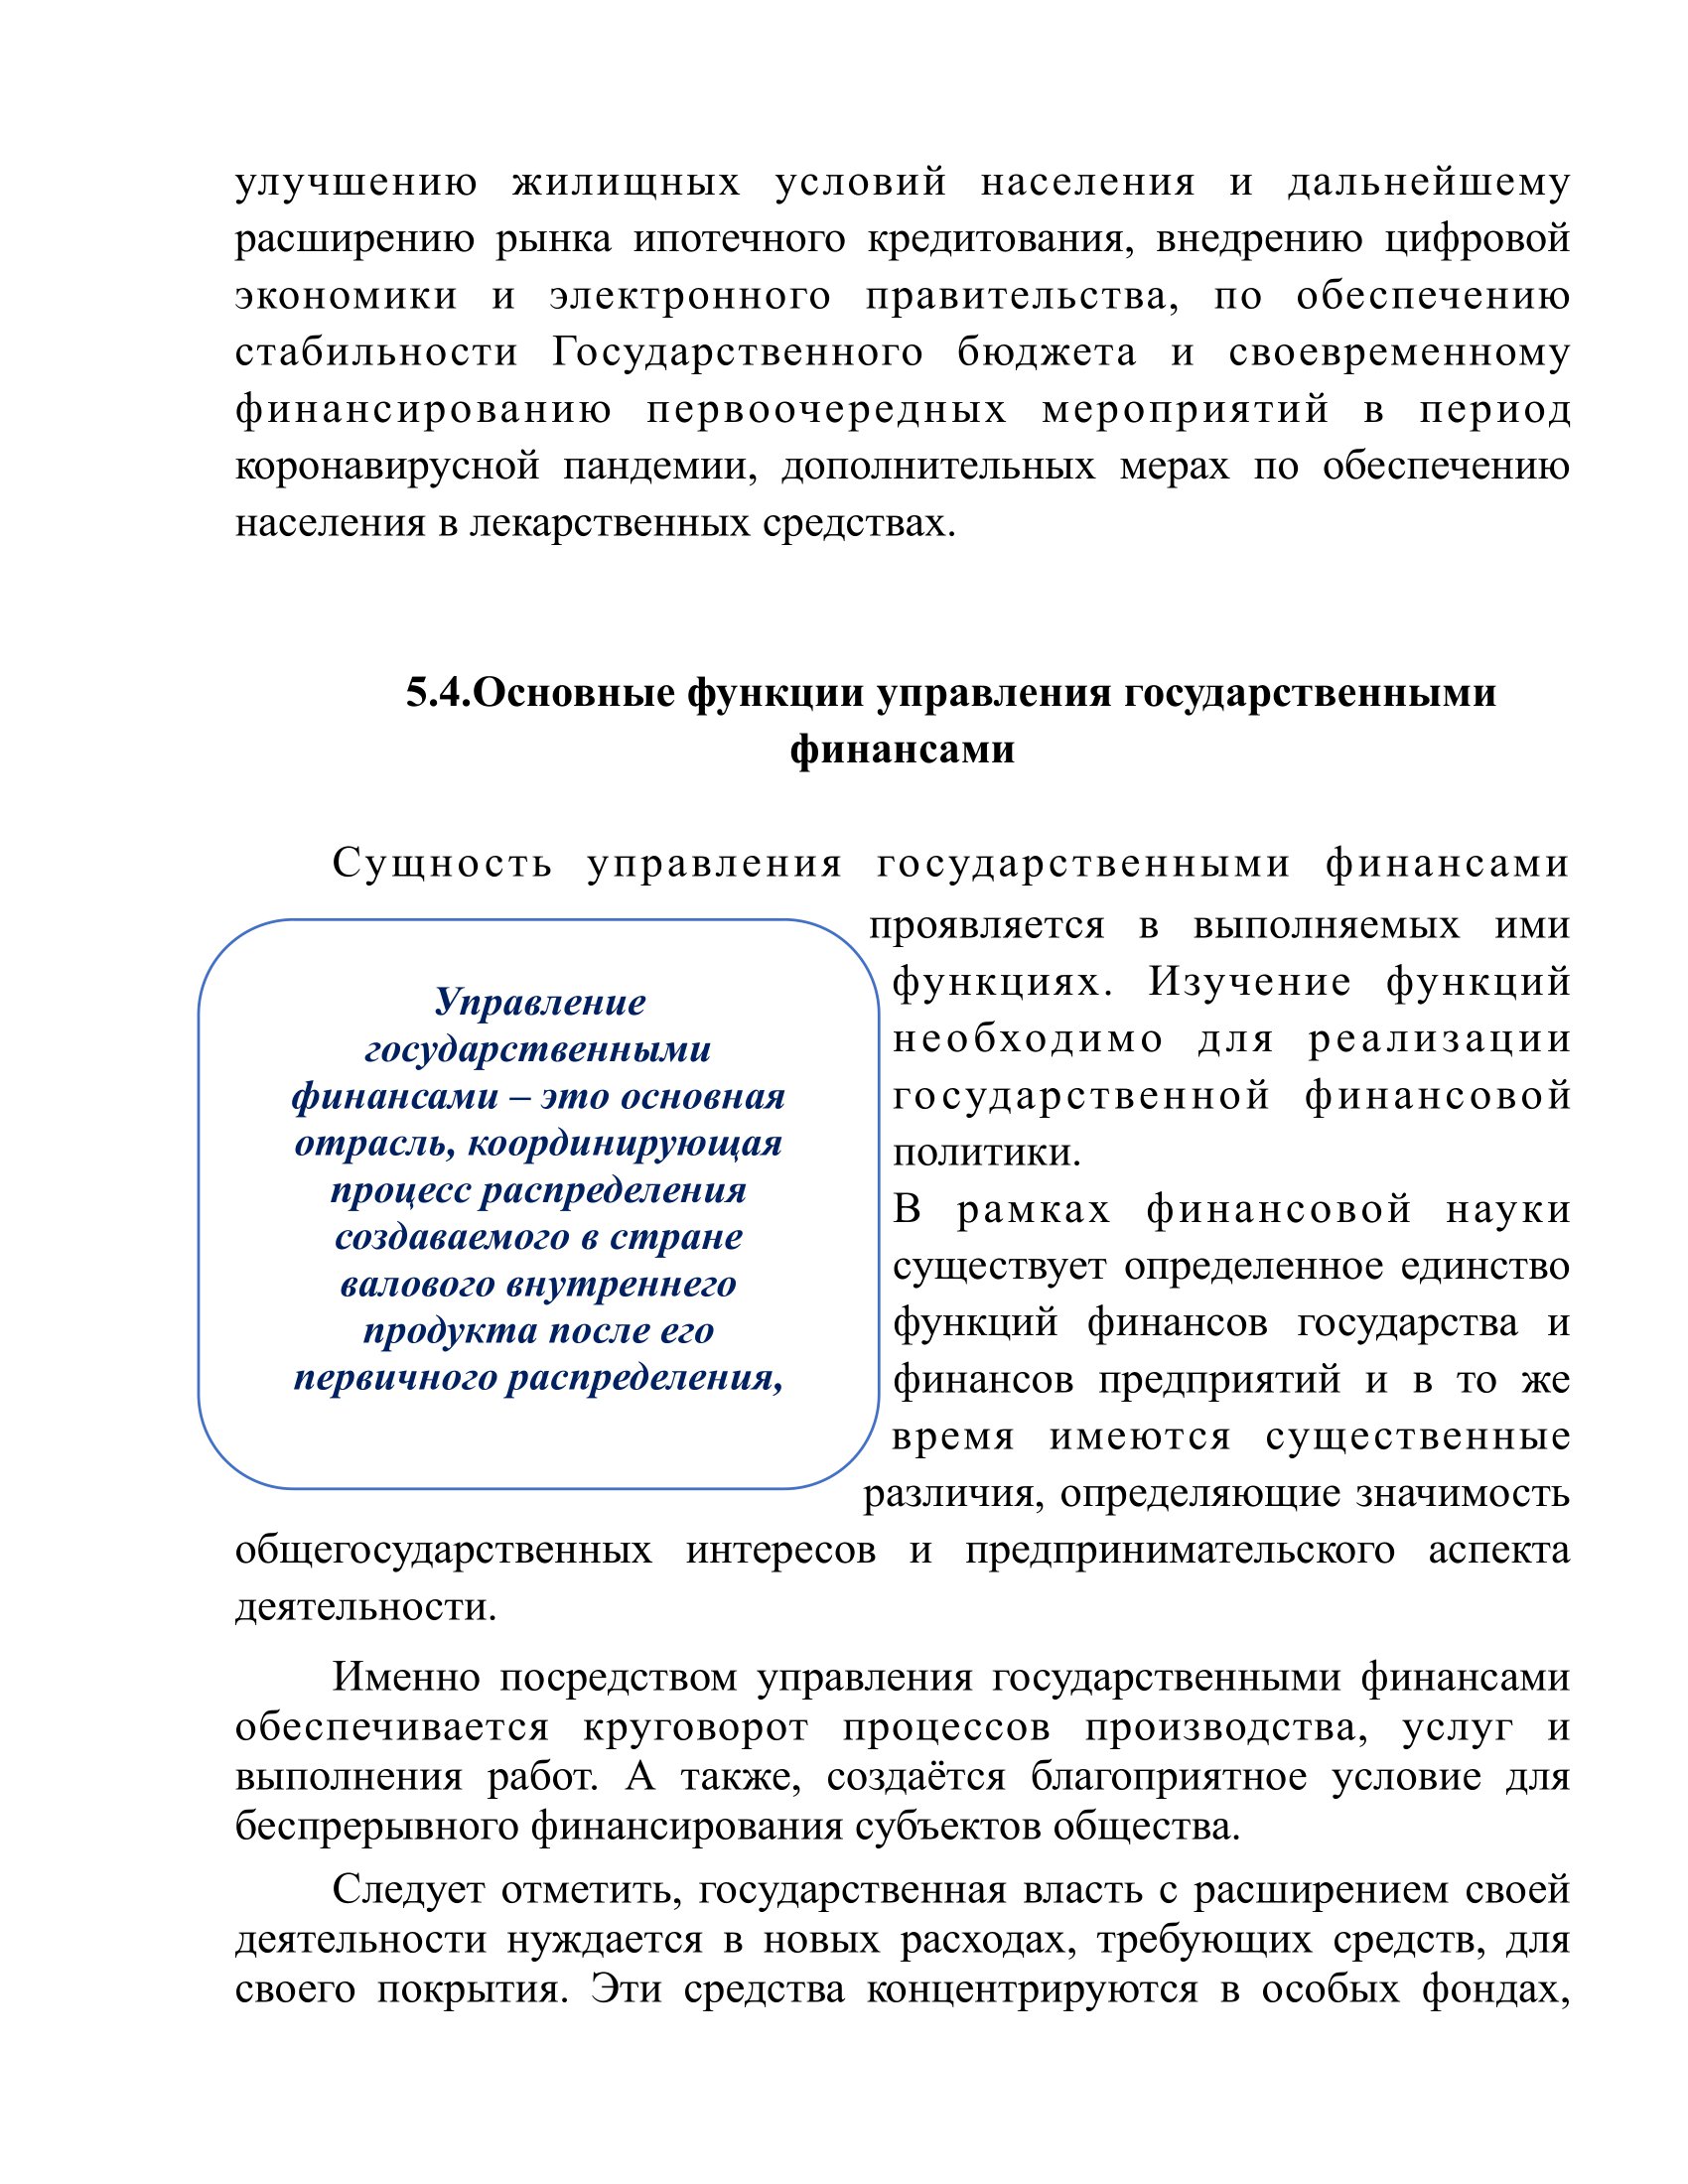 улучшению жилищных условий населения и дальнейшему
расширению рынка ипотечного кредитования, внедрению цифровой
экономики и электронного правительства, по обеспечению
стабильности Государственного бюджета и своевременному
финансированию первоочередных мероприятий в период
коронавирусной пандемии, дополнительных мерах по обеспечению
населения в лекарственных средствах.
5.4.Основные функции управления государственными
финансами
Сущность управления государственными финансами
проявляется в выполняемых ими
функциях. Изучение функций
необходимо для реализации
государственной финансовой
политики.
В рамках финансовой науки
существует определенное единство
функций финансов государства и
финансов предприятий и в то же
время имеются существенные
различия, определяющие значимость
общегосударственных интересов и предпринимательского аспекта
деятельности.
Управление
государственными
финансами – это основная
отрасль, координирующая
процесс распределения
создаваемого в стране
валового внутреннего
продукта после его
первичного распределения,
Именно посредством управления государственными финансами
обеспечивается круговорот процессов производства, услуг и
выполнения работ. А также, создаётся благоприятное условие для
беспрерывного финансирования субъектов общества.
Следует отметить, государственная власть с расширением своей
деятельности нуждается в новых расходах, требующих средств, для
своего покрытия. Эти средства концентрируются в особых фондах,